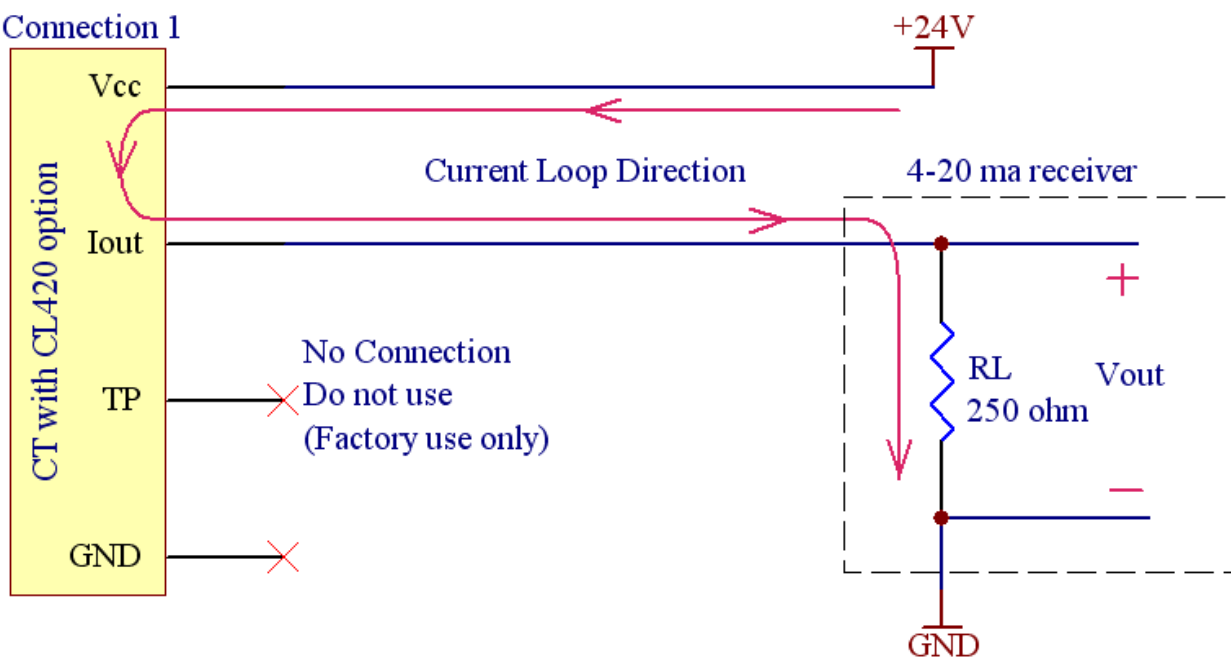 Connection 1
+24V
Vcc
CT with CL420 option
Current Loop Direction
4-20 ma receiver
Iout
+
No Connection
Do not use
(Factory use only)
TP
RL
250 ohm
Vout
−
GND
GND